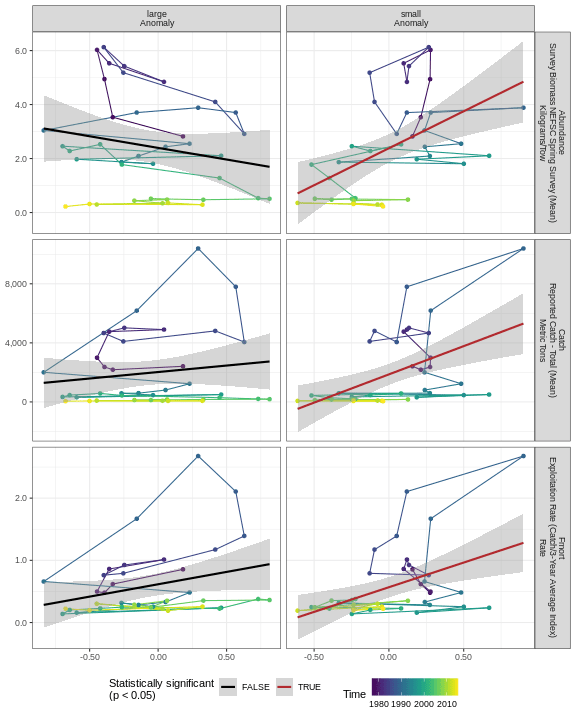 large
Anomaly
small
Anomaly
6.0
4.0
2.0
0.0
Abundance
Survey Biomass NEFSC Spring Survey (Mean)
Kilograms/Tow
8,000
4,000
0
Catch
Reported Catch - Total (Mean)
Metric Tons
2.0
1.0
0.0
Fmort
Exploitation Rate (Catch/3-Year Average Index)
Rate
-0.50
0.00
0.50
-0.50
0.00
0.50
Statistically significant
(p < 0.05)
FALSE
TRUE
Time
1980 1990 2000 2010